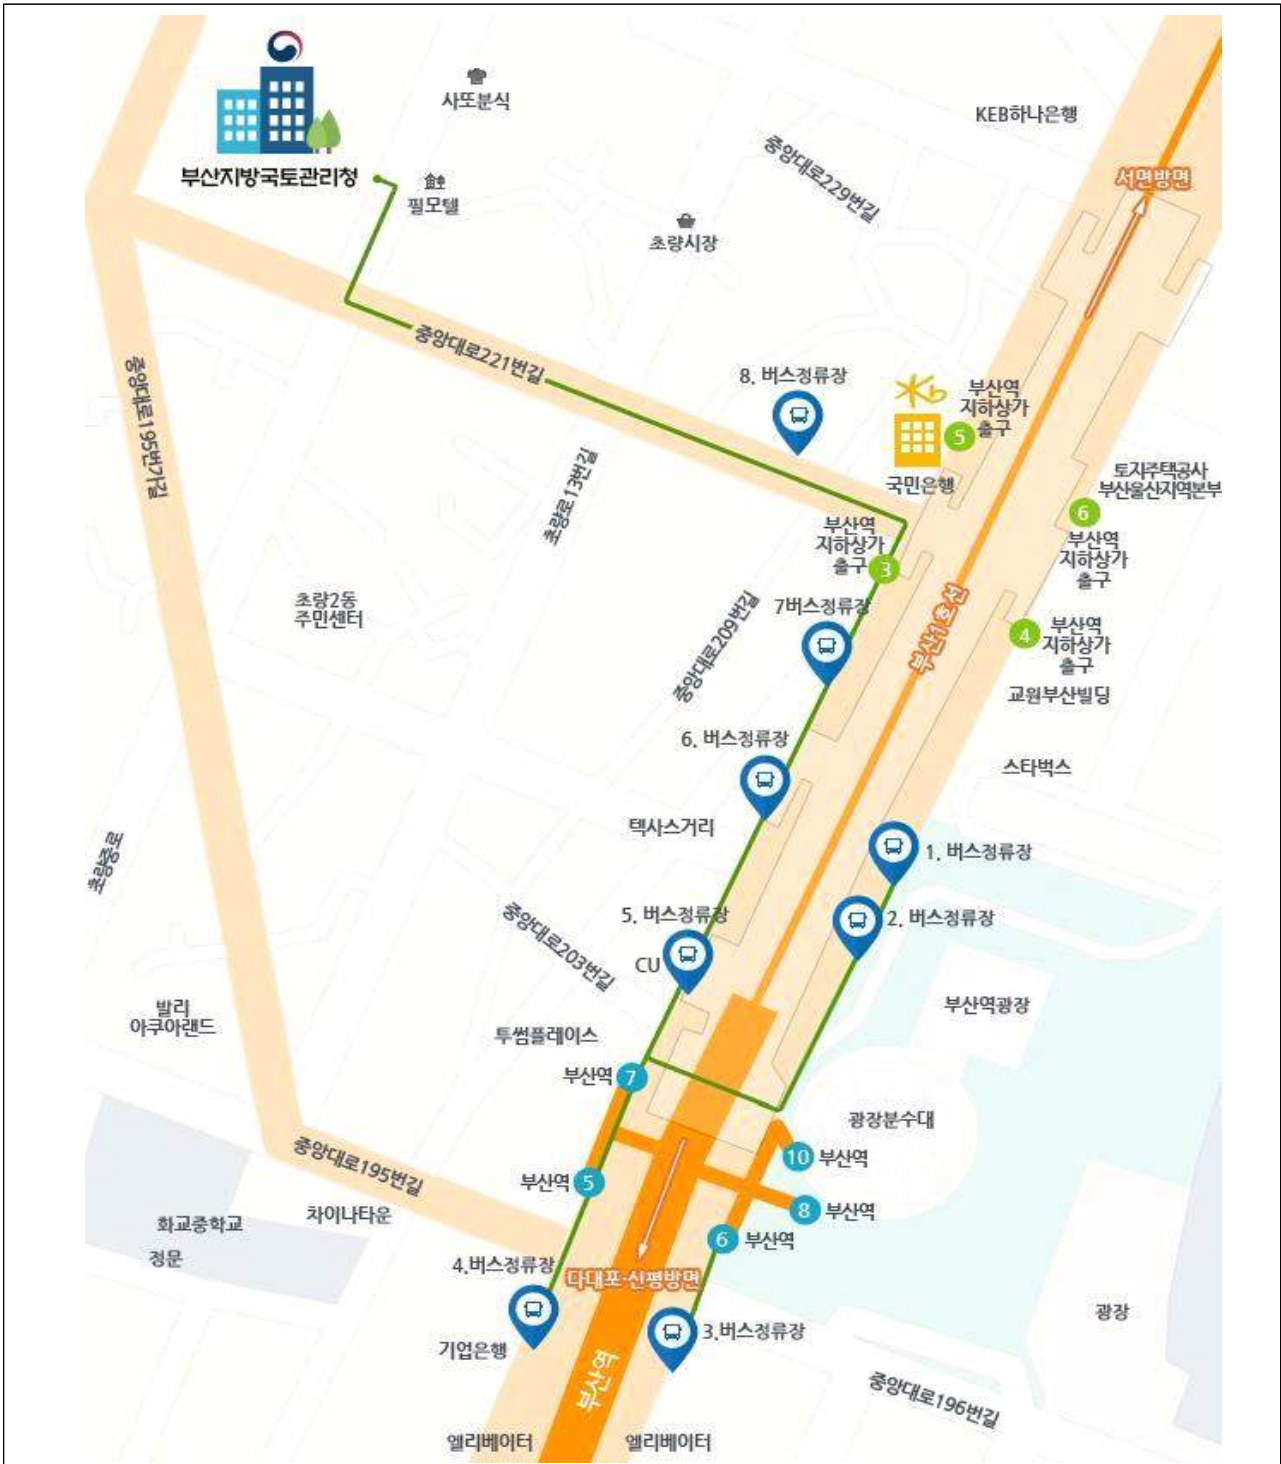 사또분식
KEB하나은행
부산지방국토관리청
필모텔
초량시장
중앙대로229번길
서면방면
중앙대로221번길
8. 버스정류장
Kb
부산역
지하상가
출구
5
국민은행
중앙대로195번가길
초량로13번길
토지주택공사
부산울산지역본부
6
부산역
지하상가
출구
부산역
지하상가
출구
3
초량2동
주민센터
7버스정류장
중앙대로209번길
부산1호선
4
부산역
지하상가
출구
교원부산빌딩
6. 버스정류장
스타벅스
텍사스거리
초량중로
1. 버스정류장
5. 버스정류장
2. 버스정류장
CU
중앙대로203번길
발리
아쿠아랜드
부산역광장
투썸플레이스
부산역 7
광장분수대
중앙대로195번길
10 부산역
부산역 5
8 부산역
화교중학교
정문
차이나타운
6 부산역
4.버스정류장
다대포·신평방면
기업은행
3.버스정류장
광장
부산역
중앙대로196번길
엘리베이터
엘리베이터